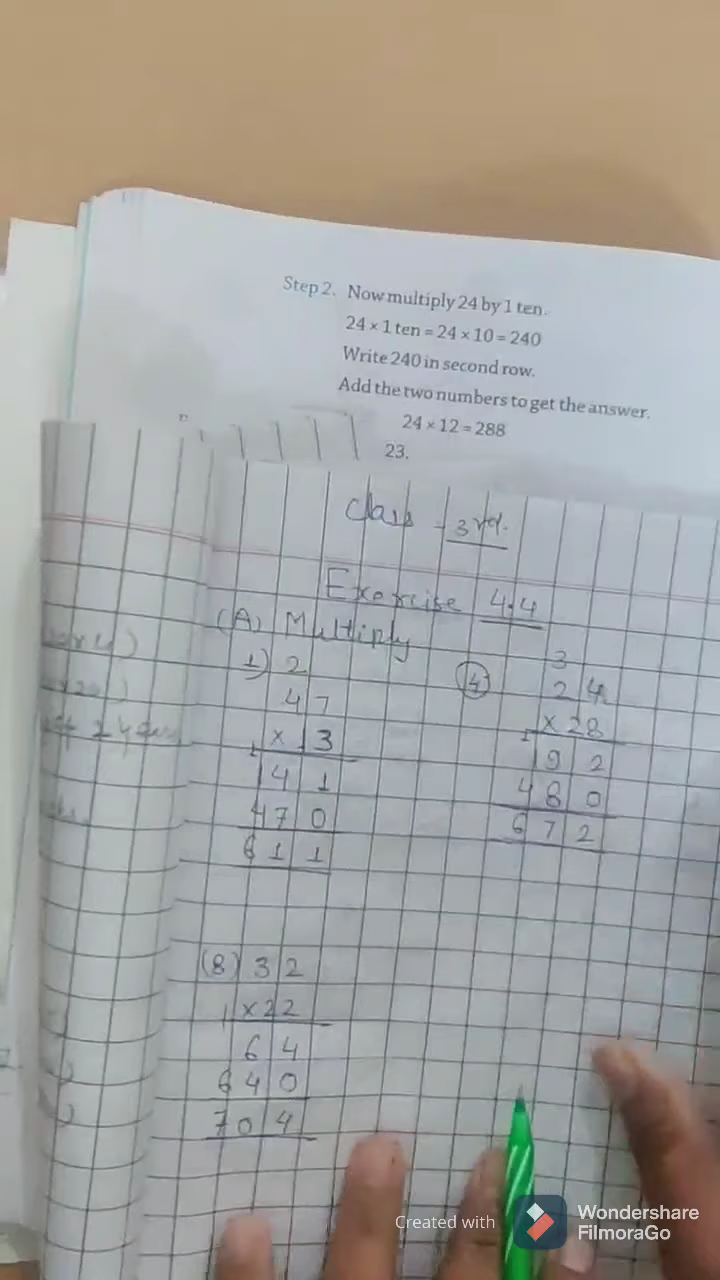 Step 2. Now multiply 24 by 1 ten.
24 × 1 ten = 24 × 10 = 240
Write 240 in second row.
Add the two numbers to get the answer.
24 × 12 = 288
23.
Class - 3rd.
Exercise 4.4
(A) Multiply
1) 2
47
× 13
1
141
470
611
(4) 3
24
× 28
1
192
480
672
(8) 32
× 22
1
64
640
704
Created with
Wondershare
FilmoraGo